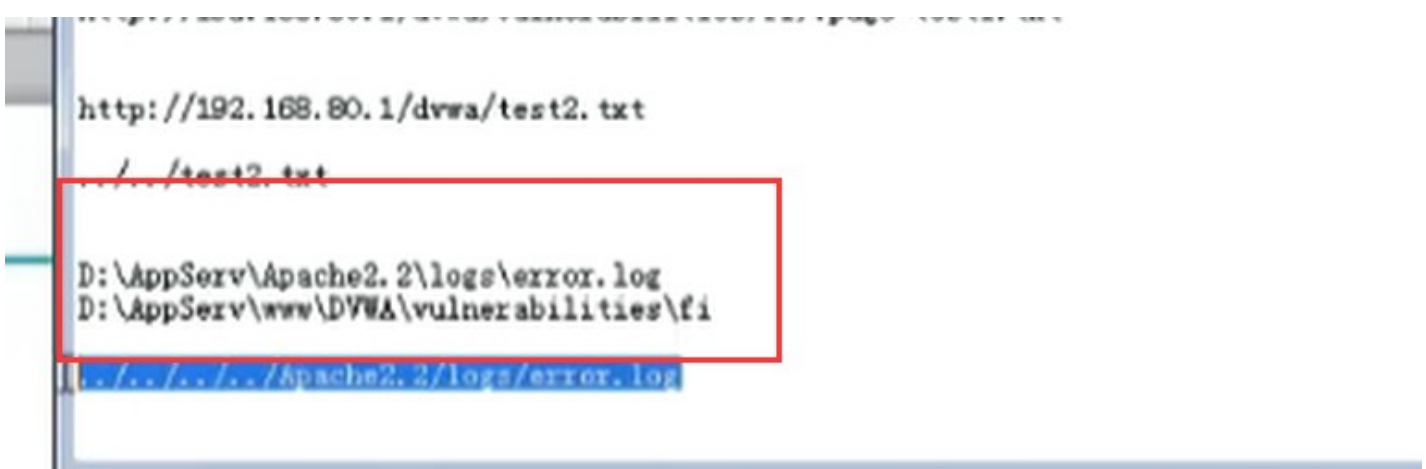 http://192.168.80.1/dvwa/test2.txt
../../test2.txt
D:\AppServ\Apache2.2\logs\error.log
D:\AppServ\www\DVWA\vulnerabilities\fi
../../../../Apache2.2/logs/error.log